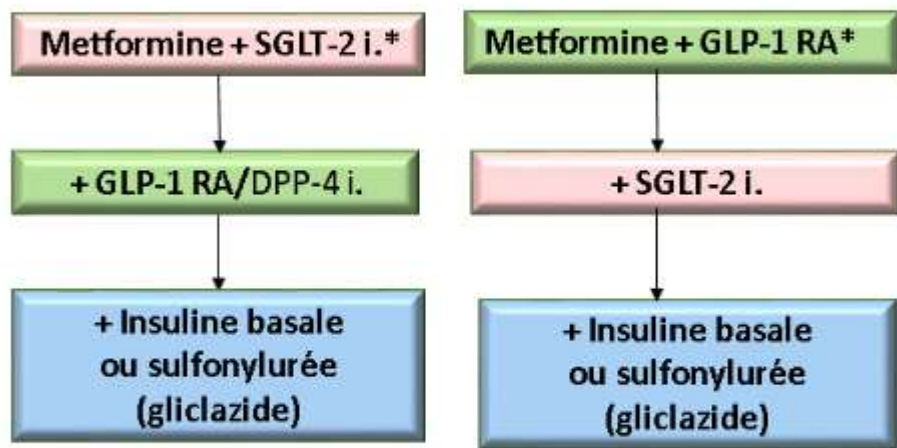 Metformine + SGLT-2 i.*
+ GLP-1 RA/DPP-4 i.
+ Insuline basale
ou sulfonylurée
(gliclazide)
Metformine + GLP-1 RA*
+ SGLT-2 i.
+ Insuline basale
ou sulfonylurée
(gliclazide)